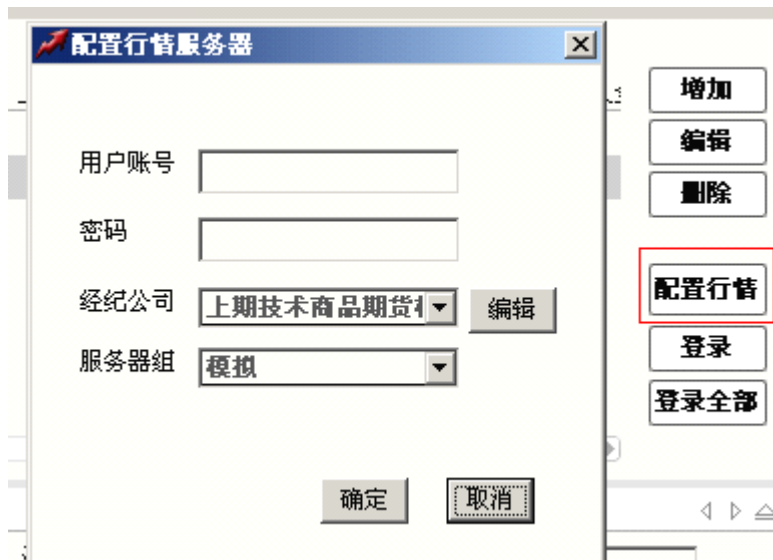 配置行情服务器
用户账号
密码
经纪公司
上期技术商品期货
编辑
服务器组
模拟
确定
取消
增加
编辑
删除
配置行情
登录
登录全部